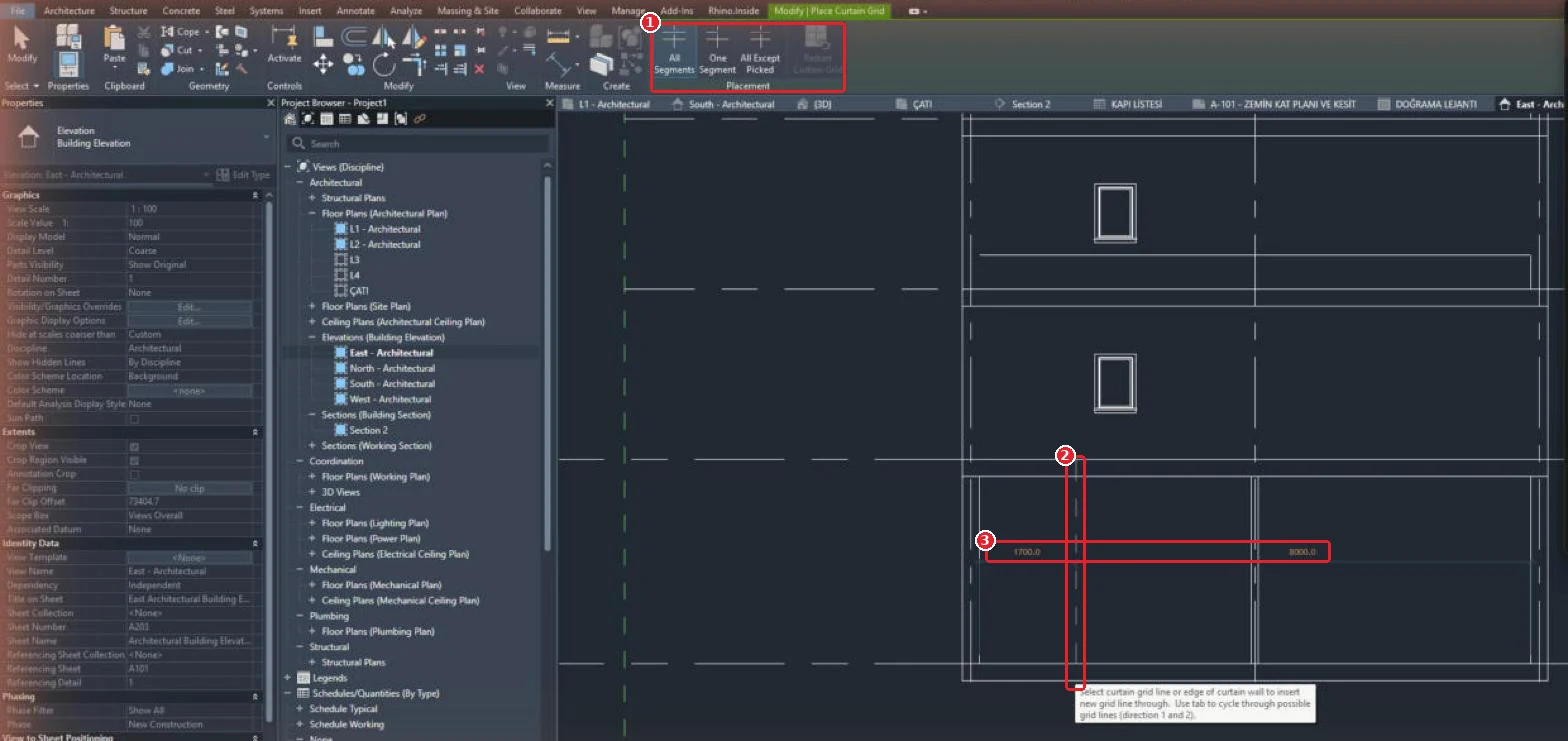 File Architecture Structure Concrete Steel Systems Insert Annotate Analyze Massing & Site Collaborate View Manage Add-Ins Rhino.Inside Modify | Place Curtain Grid
1
Modify
Paste
Cope
Cut
Join
Activate
All Segments
One Segment
All Except Picked
Restart Curtain Grid
Select Properties Clipboard Geometry Controls Modify View Measure Create Placement
Properties
Elevation
Building Elevation
Elevation: East - Architectural Edit Type
Graphics
View Scale 1 : 100
Scale Value 1: 100
Display Model Normal
Detail Level Coarse
Parts Visibility Show Original
Detail Number 1
Rotation on Sheet None
Visibility/Graphics Overrides Edit...
Graphic Display Options Edit...
Hide at scales coarser than Custom
Discipline Architectural
Show Hidden Lines By Discipline
Color Scheme Location Background
Color Scheme <none>
Default Analysis Display Style None
Sun Path
Extents
Crop View
Crop Region Visible
Annotation Crop
Far Clipping No clip
Far Clip Offset 73404.7
Scope Box Views Overall
Associated Datum None
Identity Data
View Template <None>
View Name East - Architectural
Dependency Independent
Title on Sheet East Architectural Building E...
Sheet Collection <None>
Sheet Number A203
Sheet Name Architectural Building Elevat...
Referencing Sheet Collection <None>
Referencing Sheet A101
Referencing Detail 1
Phasing
Phase Filter Show All
Phase New Construction
View to Sheet Positioning
Project Browser - Project1
Search
Views (Discipline)
Architectural
Structural Plans
Floor Plans (Architectural Plan)
L1 - Architectural
L2 - Architectural
L3
L4
ÇATI
Floor Plans (Site Plan)
Ceiling Plans (Architectural Ceiling Plan)
Elevations (Building Elevation)
East - Architectural
North - Architectural
South - Architectural
West - Architectural
Sections (Building Section)
Section 2
Sections (Working Section)
Coordination
Floor Plans (Working Plan)
3D Views
Electrical
Floor Plans (Lighting Plan)
Floor Plans (Power Plan)
Ceiling Plans (Electrical Ceiling Plan)
Mechanical
Floor Plans (Mechanical Plan)
Ceiling Plans (Mechanical Ceiling Plan)
Plumbing
Floor Plans (Plumbing Plan)
Structural
Structural Plans
Legends
Schedules/Quantities (By Type)
Schedule Typical
Schedule Working
None
L1 - Architectural South - Architectural {3D} ÇATI Section 2 KAPI LİSTESİ A-101 - ZEMİN KAT PLANI VE KESİT DOĞRAMA LEJANTI East - Arch
2
3
1700.0 8000.0
Select curtain grid line or edge of curtain wall to insert
new grid line through. Use tab to cycle through possible
grid lines (direction 1 and 2).